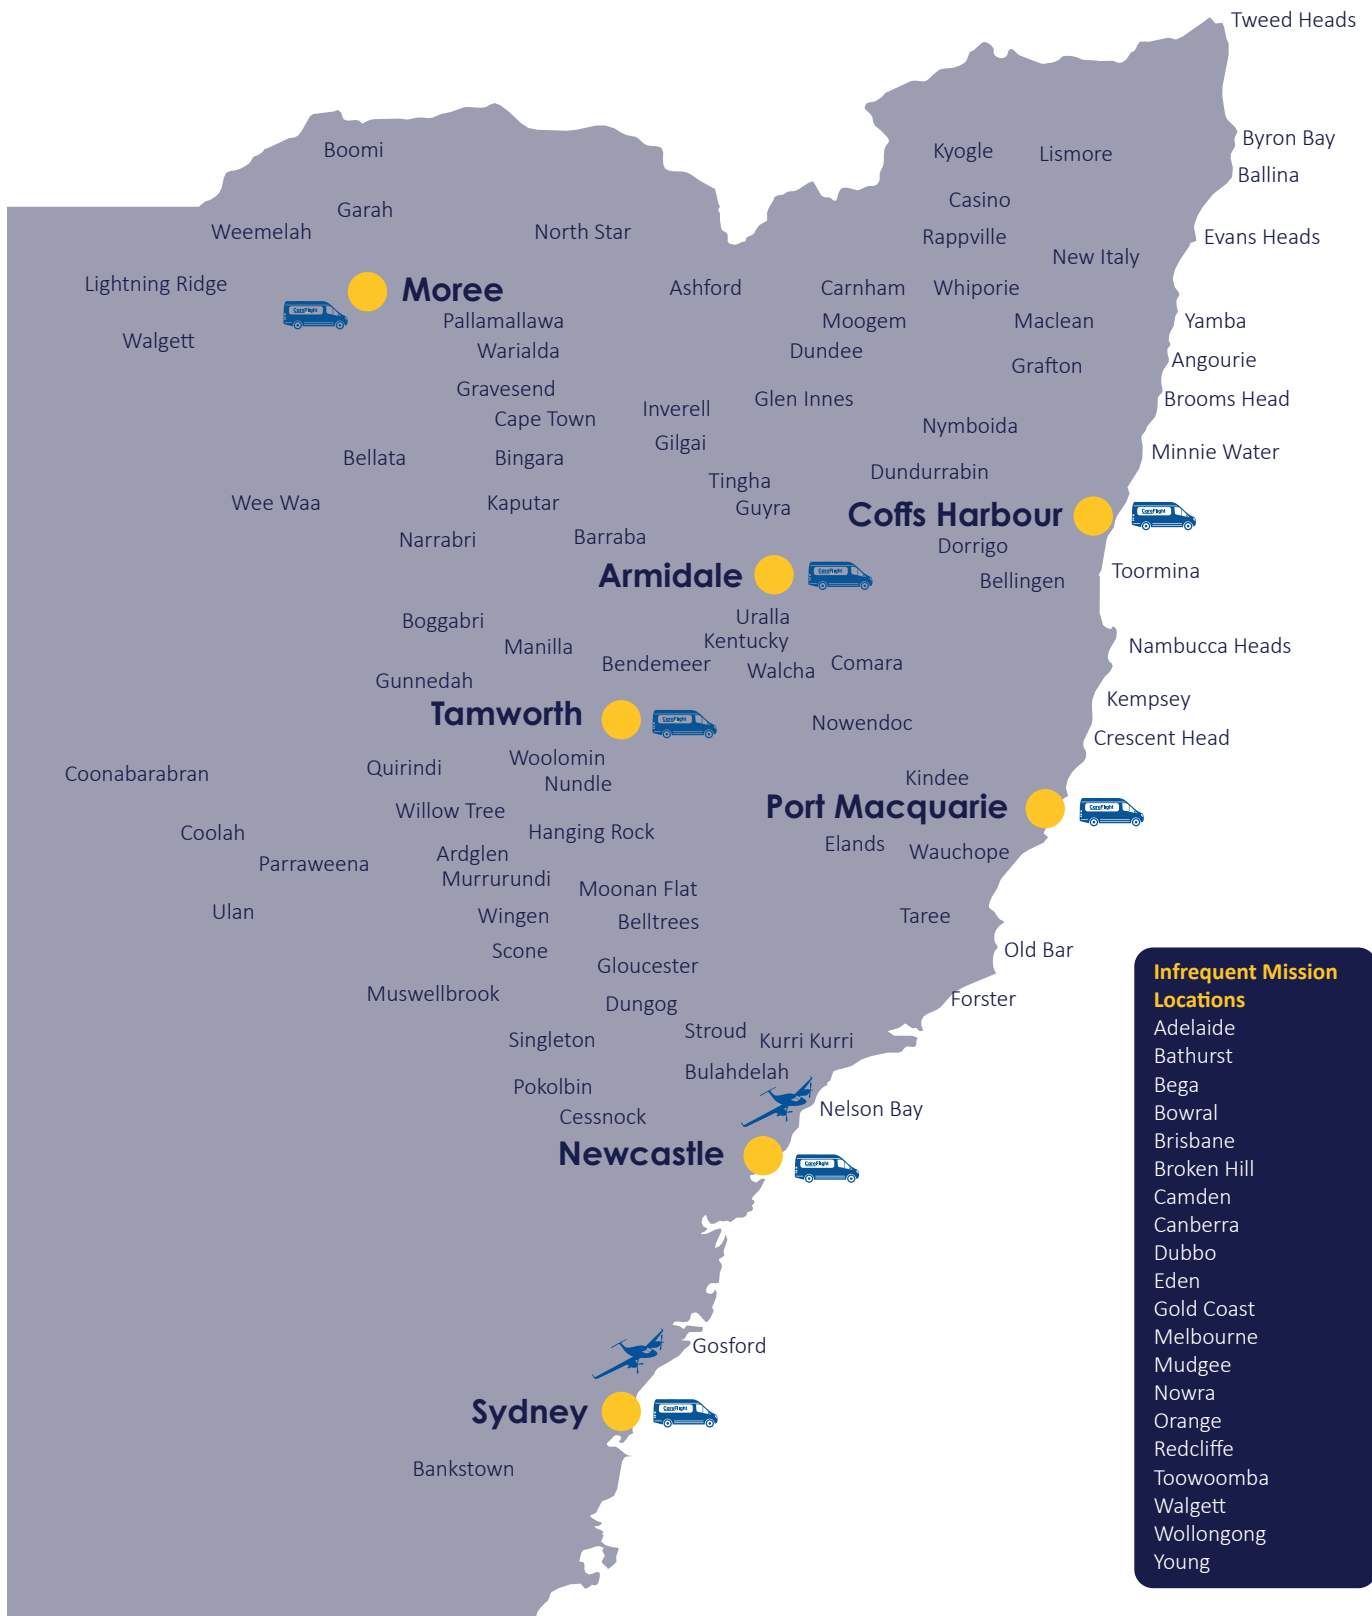 Tweed Heads
Byron Bay
Boomi
Kyogle
Lismore
Ballina
Casino
Garah
Weemelah
North Star
Rappville
Evans Heads
New Italy
Lightning Ridge
Moree
Ashford
Carnham
Whiporie
CareFlight
Pallamallawa
Moogem
Maclean
Yamba
Walgett
Warialda
Dundee
Angourie
Grafton
Gravesend
Glen Innes
Brooms Head
Inverell
Cape Town
Nymboida
Gilgai
Minnie Water
Bellata
Bingara
Dundurrabin
Tingha
Wee Waa
Kaputar
Guyra
Coffs Harbour
CareFlight
Narrabri
Barraba
Dorrigo
Armidale
CareFlight
Toormina
Bellingen
Uralla
Boggabri
Kentucky
Manilla
Nambucca Heads
Bendemeer
Walcha
Comara
Gunnedah
Kempsey
Tamworth
CareFlight
Nowendoc
Crescent Head
Woolomin
Quirindi
Coonabarabran
Kindee
Nundle
Port Macquarie
CareFlight
Willow Tree
Coolah
Hanging Rock
Elands
Wauchope
Ardglen
Parraweena
Murrurundi
Moonan Flat
Ulan
Wingen
Belltrees
Taree
Scone
Old Bar
Gloucester
Muswellbrook
Dungog
Forster
Stroud
Singleton
Kurri Kurri
Bulahdelah
Pokolbin
Nelson Bay
Cessnock
Newcastle
CareFlight
Gosford
Sydney
CareFlight
Bankstown
Infrequent Mission
Locations
Adelaide
Bathurst
Bega
Bowral
Brisbane
Broken Hill
Camden
Canberra
Dubbo
Eden
Gold Coast
Melbourne
Mudgee
Nowra
Orange
Redcliffe
Toowoomba
Walgett
Wollongong
Young